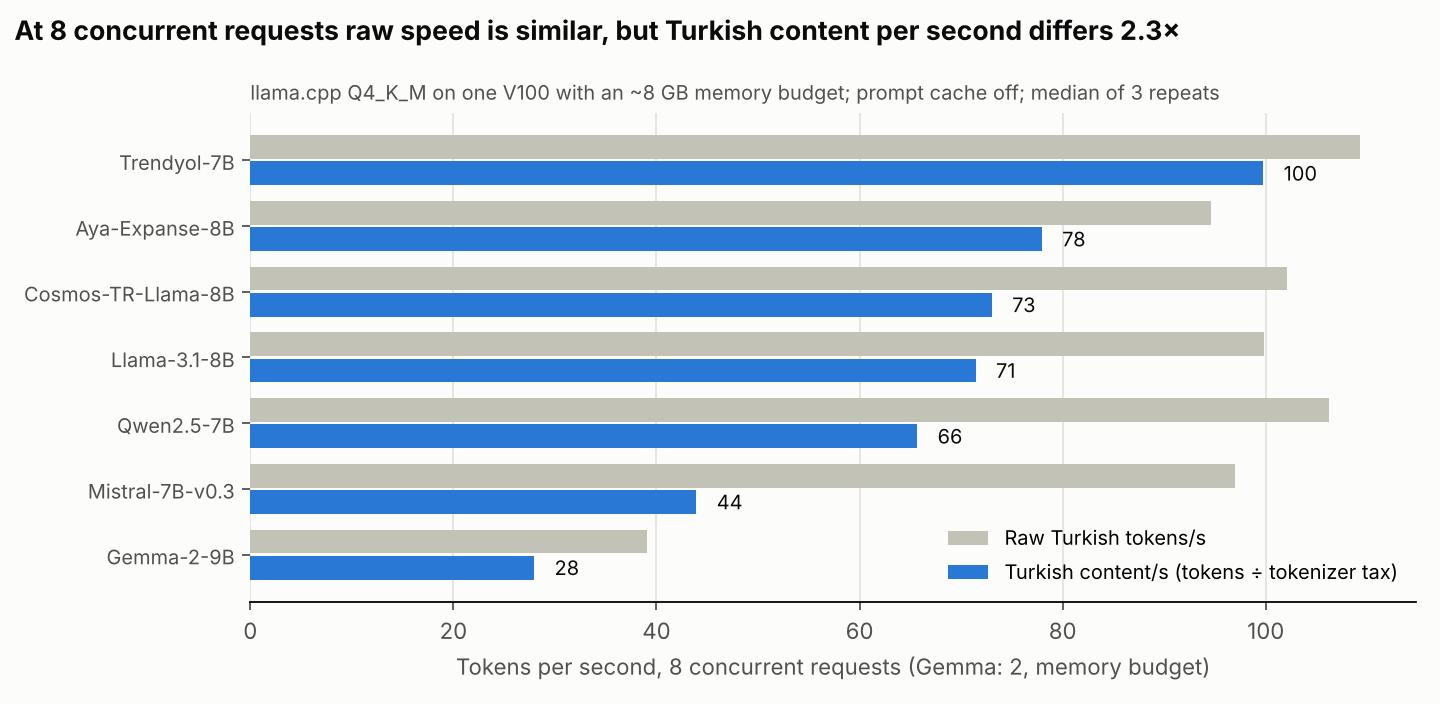 At 8 concurrent requests raw speed is similar, but Turkish content per second differs 2.3×
llama.cpp Q4_K_M on one V100 with an ~8 GB memory budget; prompt cache off; median of 3 repeats
Trendyol-7B
100
Aya-Expanse-8B
78
Cosmos-TR-Llama-8B
73
Llama-3.1-8B
71
Qwen2.5-7B
66
Mistral-7B-v0.3
44
Gemma-2-9B
28
Raw Turkish tokens/s
Turkish content/s (tokens ÷ tokenizer tax)
0 20 40 60 80 100
Tokens per second, 8 concurrent requests (Gemma: 2, memory budget)